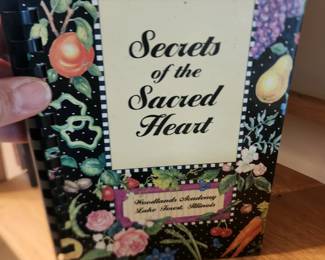 Secrets
of the
Sacred
Heart
Woodlands Academy
Lake Forest, Illinois